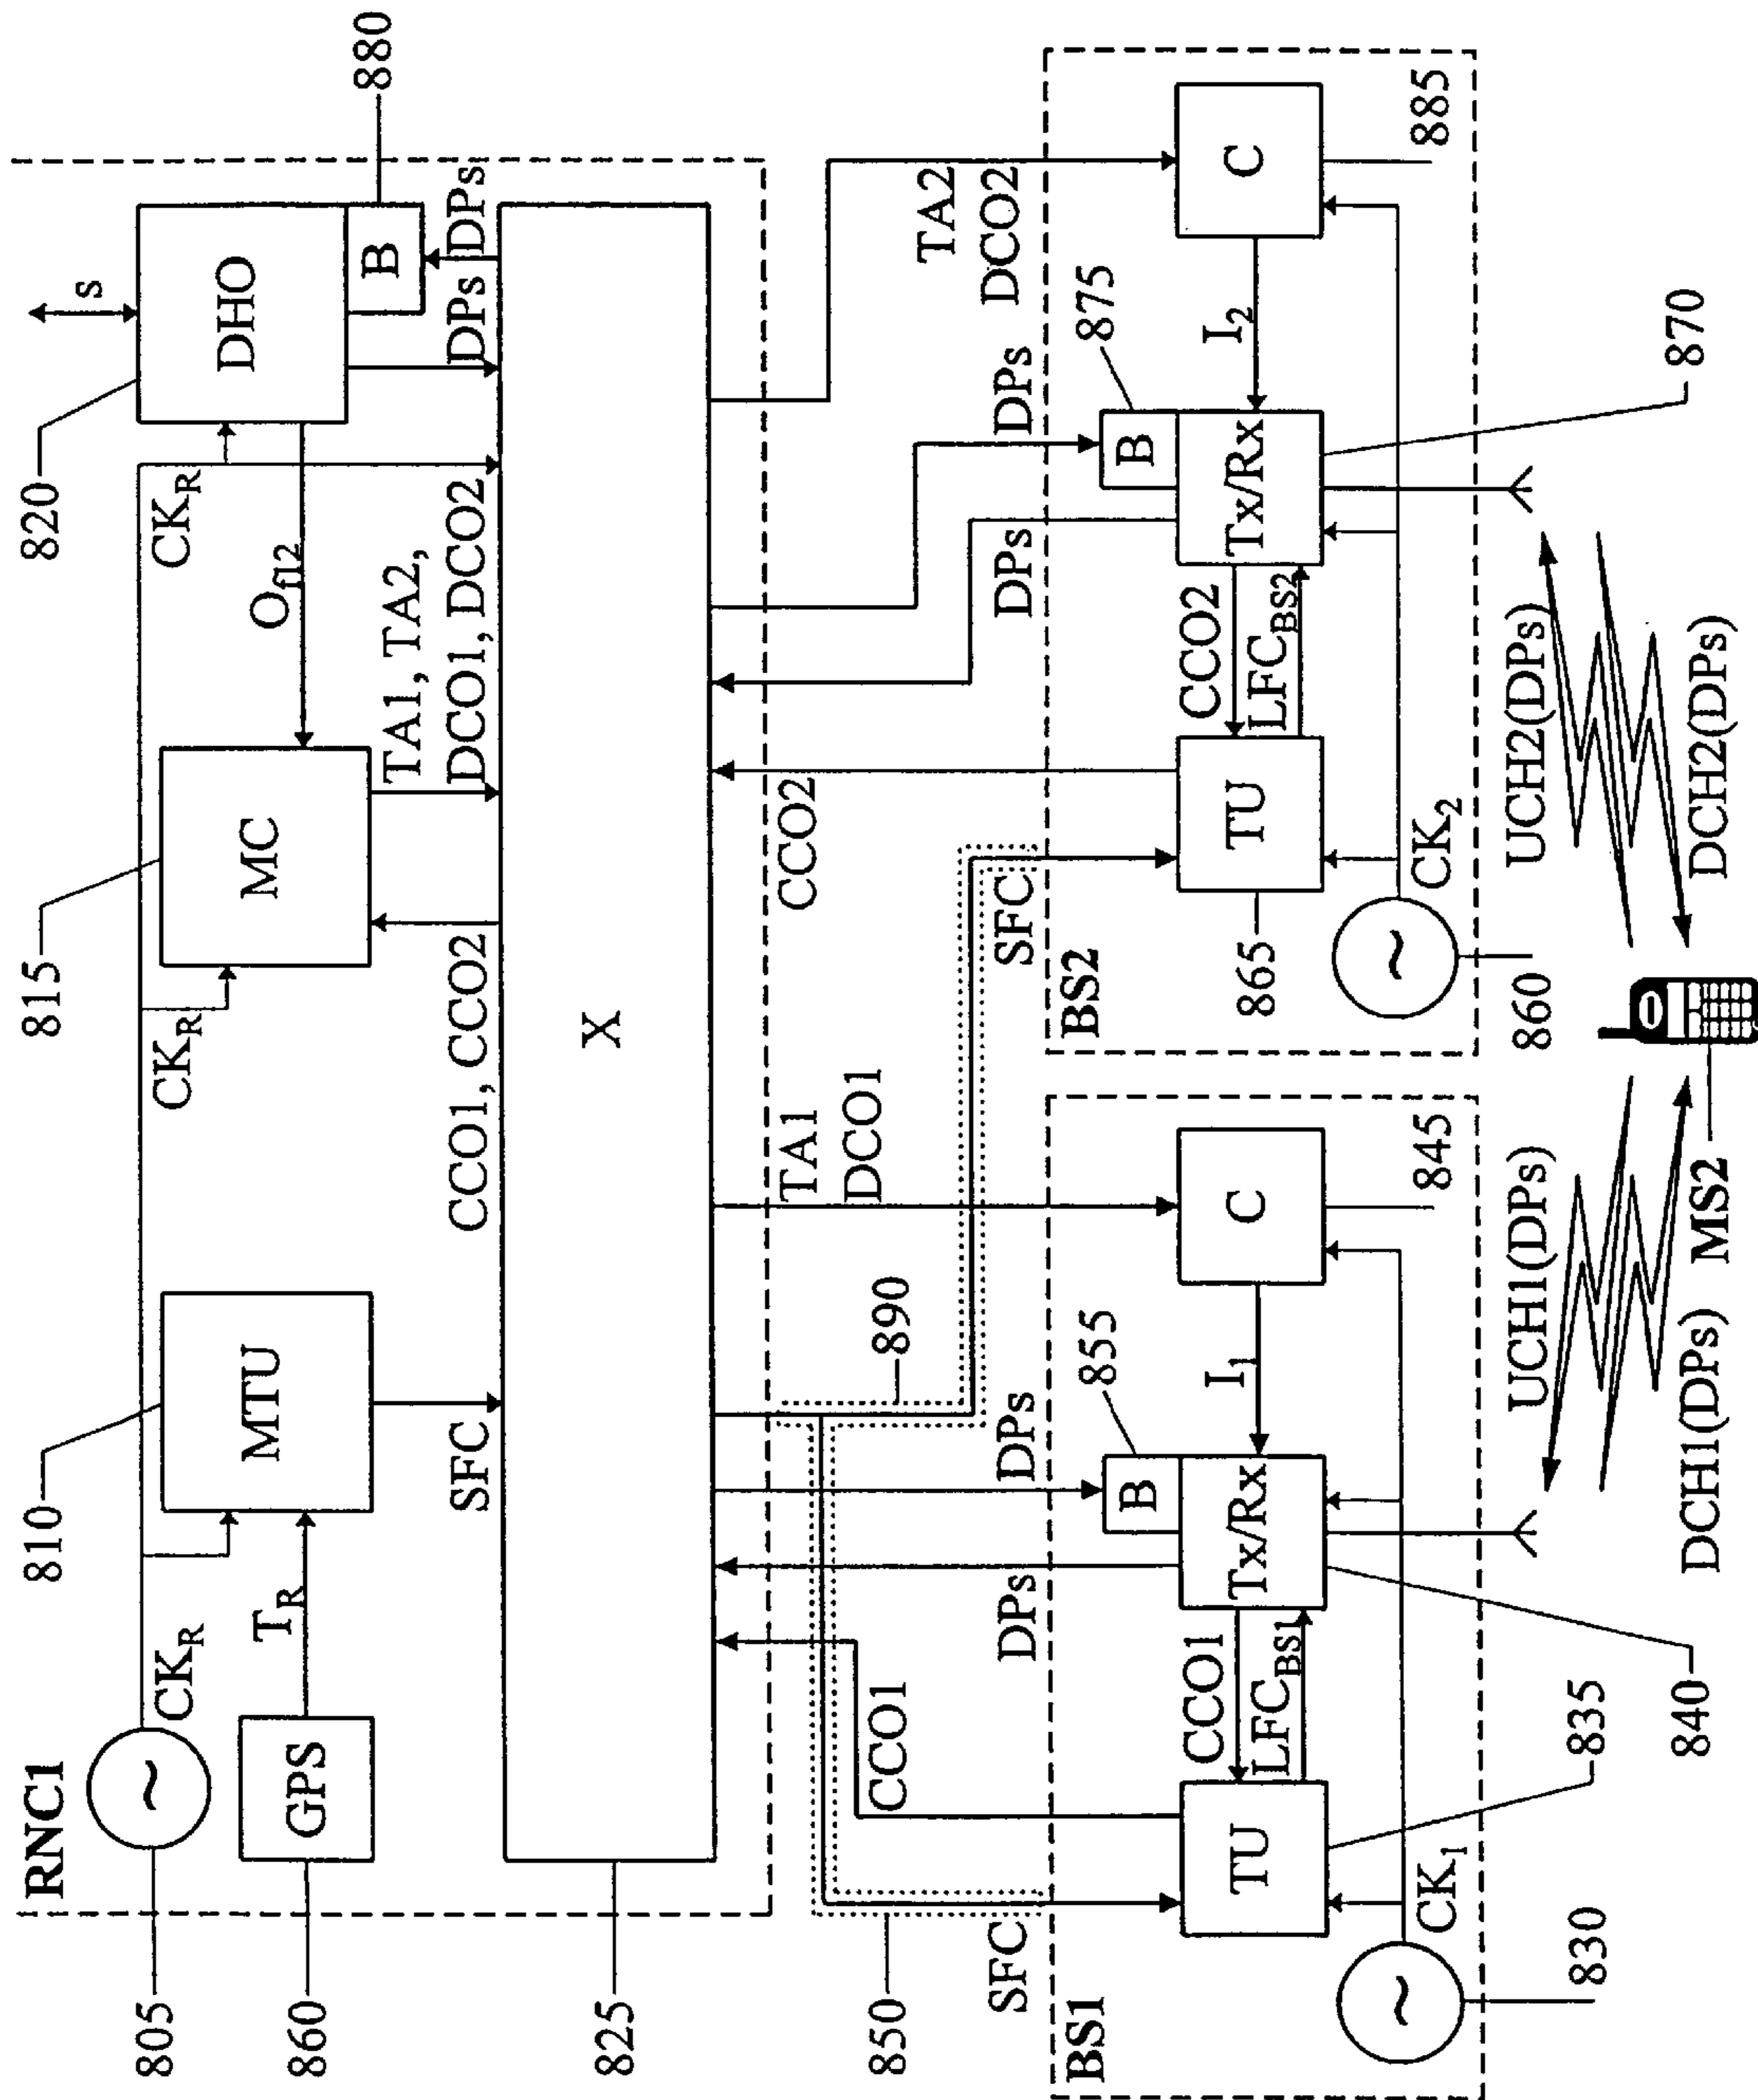 RNC1
805
860
825
810
815
820
880
CK_R
GPS
T_R
MTU
SFC
CK_R
MC
CCO1, CCO2
TA1, TA2,
DCO1, DCO2
O_f12
CK_R
DHO
s
B
DPs
DPs
X
850
SFC
CCO1
DPs
DPs
890
TA1
DCO1
SFC
CCO2
DPs
DPs
TA2
DCO2
BS1
TU
CCO1
LFC_BS1
Tx/Rx
B
855
I_1
C
845
CK_1
830
835
840
BS2
865
TU
CCO2
LFC_BS2
Tx/Rx
B
875
I_2
C
885
CK_2
860
870
UCH1(DPs)
DCH1(DPs)
MS2
UCH2(DPs)
DCH2(DPs)